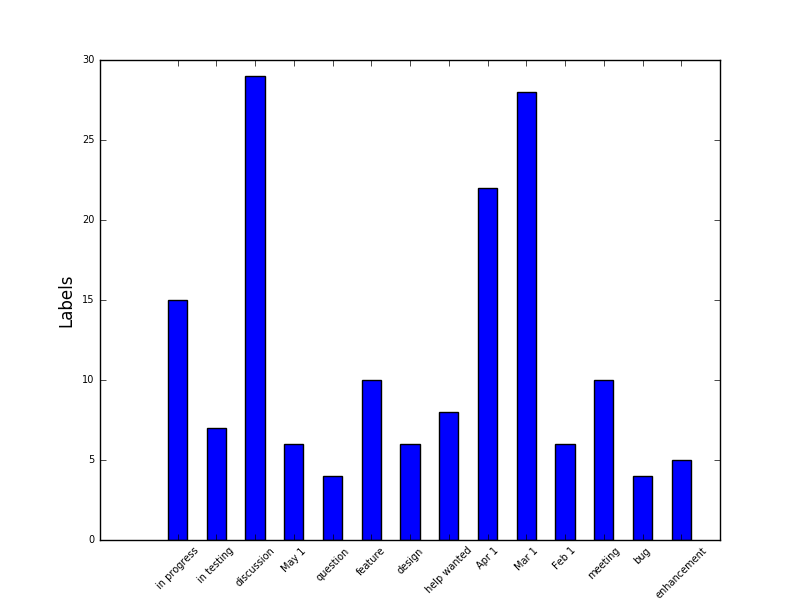 30
25
20
15
10
5
0
Labels
in progress
in testing
discussion
May 1
question
feature
design
help wanted
Apr 1
Mar 1
Feb 1
meeting
bug
enhancement